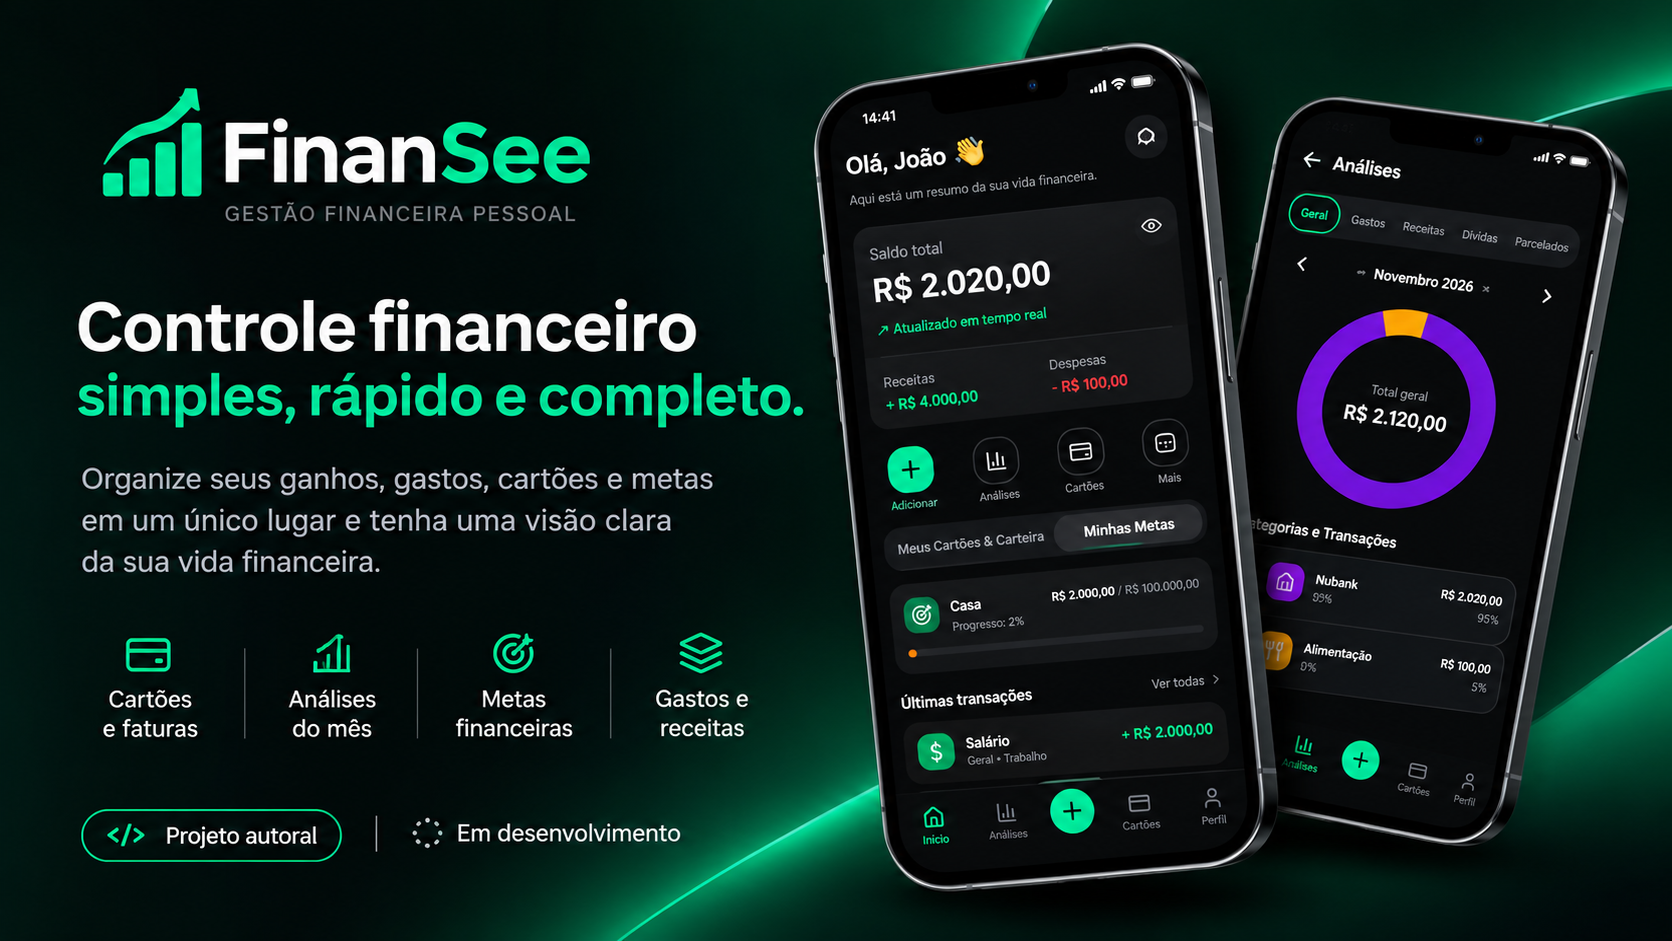 FinanSee
GESTÃO FINANCEIRA PESSOAL
Controle financeiro
simples, rápido e completo.
Organize seus ganhos, gastos, cartões e metas
em um único lugar e tenha uma visão clara
da sua vida financeira.
Cartões
e faturas
Análises
do mês
Metas
financeiras
Gastos e
receitas
</> Projeto autoral
Em desenvolvimento
14:41
Olá, João 👋
Aqui está um resumo da sua vida financeira.
Saldo total
R$ 2.020,00
↗ Atualizado em tempo real
Receitas
+ R$ 4.000,00
Despesas
- R$ 100,00
Adicionar
Análises
Cartões
Mais
Meus Cartões & Carteira
Minhas Metas
Casa
R$ 2.000,00 / R$ 100.000,00
Progresso: 2%
Últimas transações
Ver todas >
$
Salário
+ R$ 2.000,00
Geral • Trabalho
Inicio
Análises
Cartões
Perfil
← Análises
Geral
Gastos
Receitas
Dívidas
Parcelados
Novembro 2026
Total geral
R$ 2.120,00
ategorias e Transações
Nubank
R$ 2.020,00
95%
Alimentação
R$ 100,00
5%
Análises
Cartões
Perfil